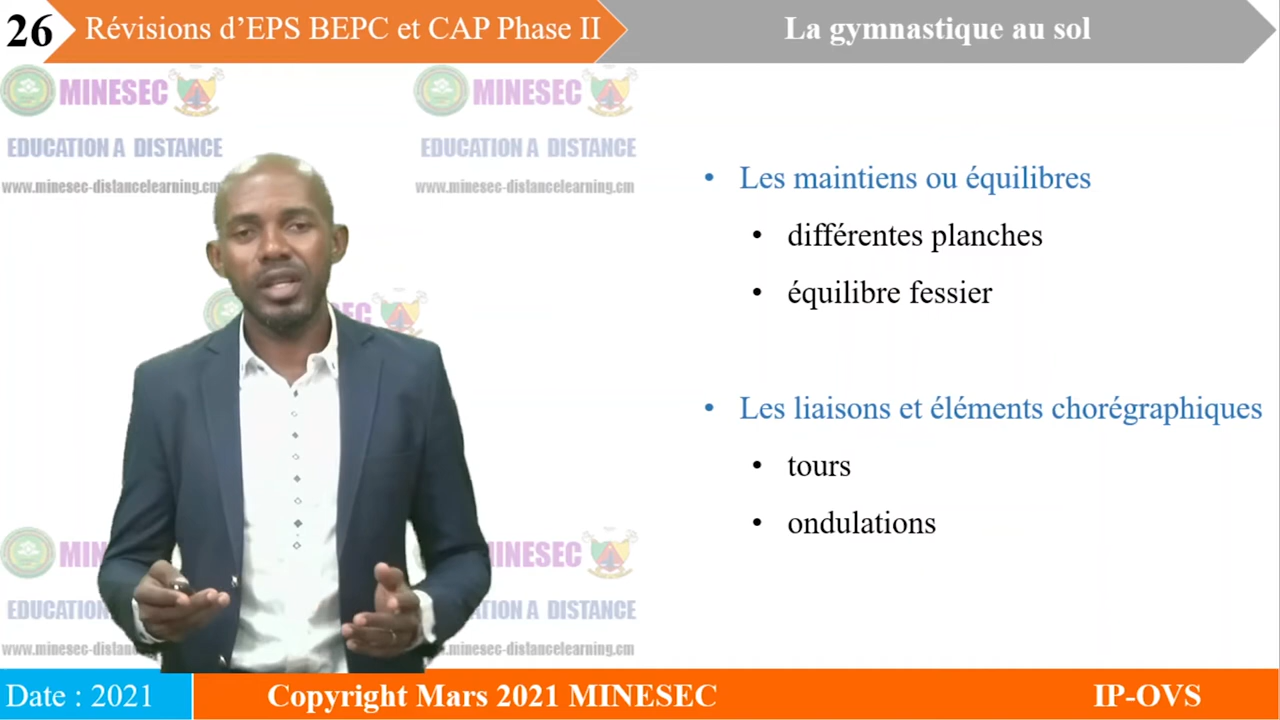 26
Révisions d’EPS BEPC et CAP Phase II
La gymnastique au sol
MINESEC
MINESEC
EDUCATION A DISTANCE
EDUCATION A DISTANCE
www.minesec-distancelearning.cm
www.minesec-distancelearning.cm
• Les maintiens ou équilibres
• différentes planches
• équilibre fessier
• Les liaisons et éléments chorégraphiques
• tours
• ondulations
EDUCATION A DISTANCE
.minesec-distancelearning.cm
Date : 2021
Copyright Mars 2021 MINESEC
IP-OVS